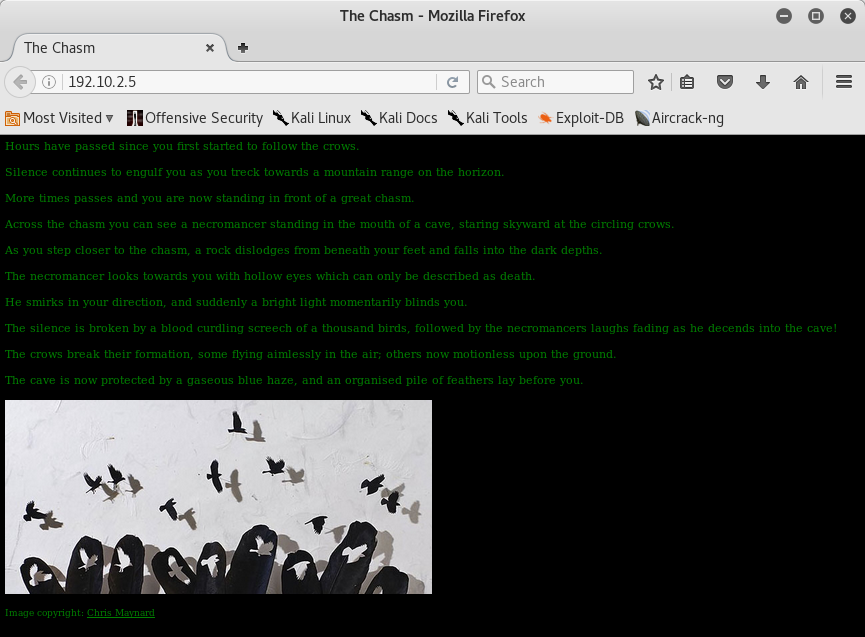 The Chasm - Mozilla Firefox
The Chasm
192.10.2.5
Search
Most Visited
Offensive Security
Kali Linux
Kali Docs
Kali Tools
Exploit-DB
Aircrack-ng
Hours have passed since you first started to follow the crows.
Silence continues to engulf you as you treck towards a mountain range on the horizon.
More times passes and you are now standing in front of a great chasm.
Across the chasm you can see a necromancer standing in the mouth of a cave, staring skyward at the circling crows.
As you step closer to the chasm, a rock dislodges from beneath your feet and falls into the dark depths.
The necromancer looks towards you with hollow eyes which can only be described as death.
He smirks in your direction, and suddenly a bright light momentarily blinds you.
The silence is broken by a blood curdling screech of a thousand birds, followed by the necromancers laughs fading as he decends into the cave!
The crows break their formation, some flying aimlessly in the air; others now motionless upon the ground.
The cave is now protected by a gaseous blue haze, and an organised pile of feathers lay before you.
Image copyright: Chris Maynard